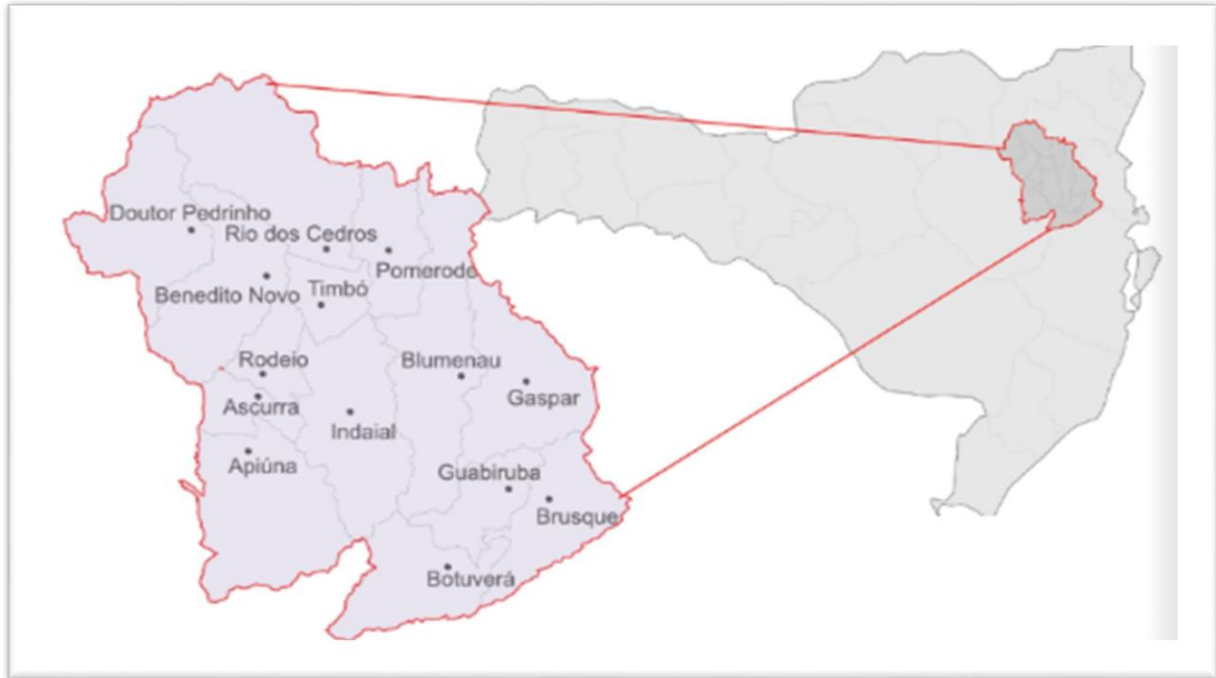 Doutor Pedrinho
Rio dos Cedros
Pomerode
Benedito Novo
Timbó
Rodeio
Blumenau
Ascurra
Gaspar
Indaial
Apiúna
Guabiruba
Brusque
Botuverá